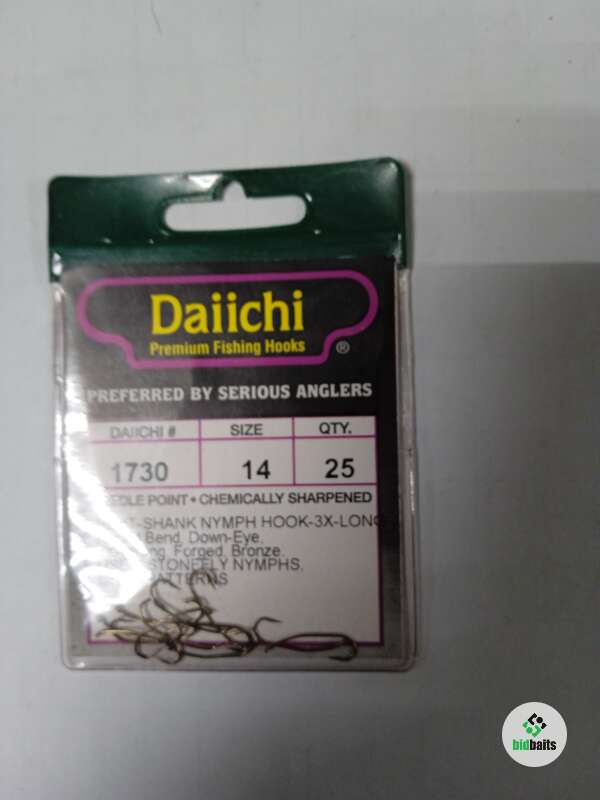 Daiichi
Premium Fishing Hooks ®
PREFERRED BY SERIOUS ANGLERS
DAIICHI # SIZE QTY.
1730 14 25
POINT • CHEMICALLY SHARPENED
SHANK NYMPH HOOK-3X-LONG
Bend, Down-Eye,
Forged, Bronze.
STONEFLY NYMPHS,
bidbaits